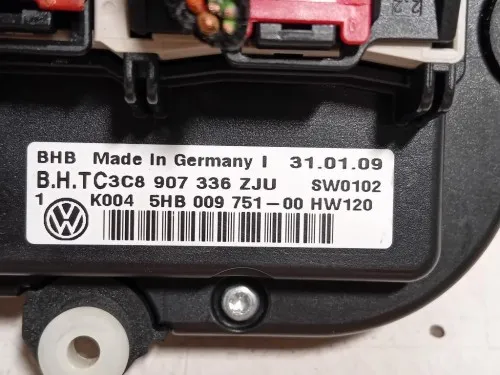 BHB Made In Germany I 31.01.09
B.H.TC3C8 907 336 ZJU SW0102
1 K004 5HB 009 751-00 HW120